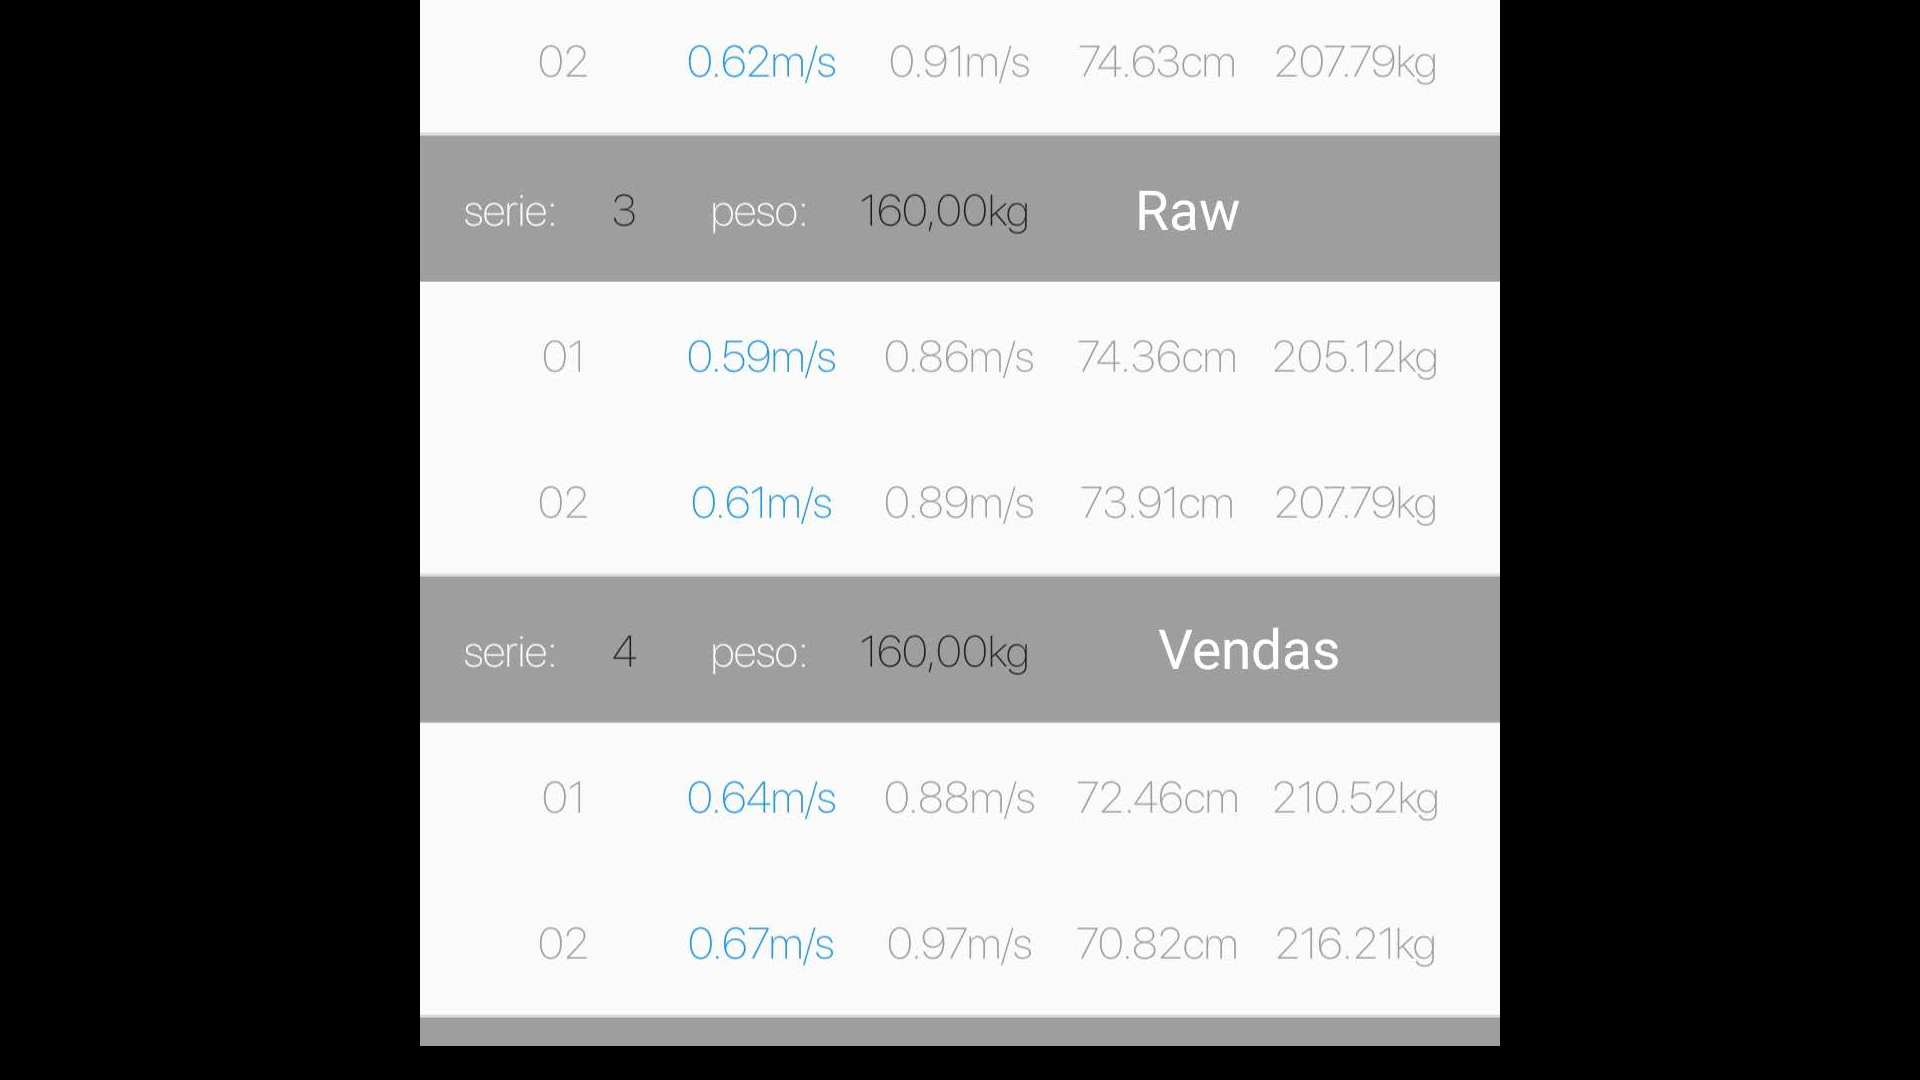 02 0.62m/s 0.91m/s 74.63cm 207.79kg
serie: 3 peso: 160,00kg Raw
01 0.59m/s 0.86m/s 74.36cm 205.12kg
02 0.61m/s 0.89m/s 73.91cm 207.79kg
serie: 4 peso: 160,00kg Vendas
01 0.64m/s 0.88m/s 72.46cm 210.52kg
02 0.67m/s 0.97m/s 70.82cm 216.21kg